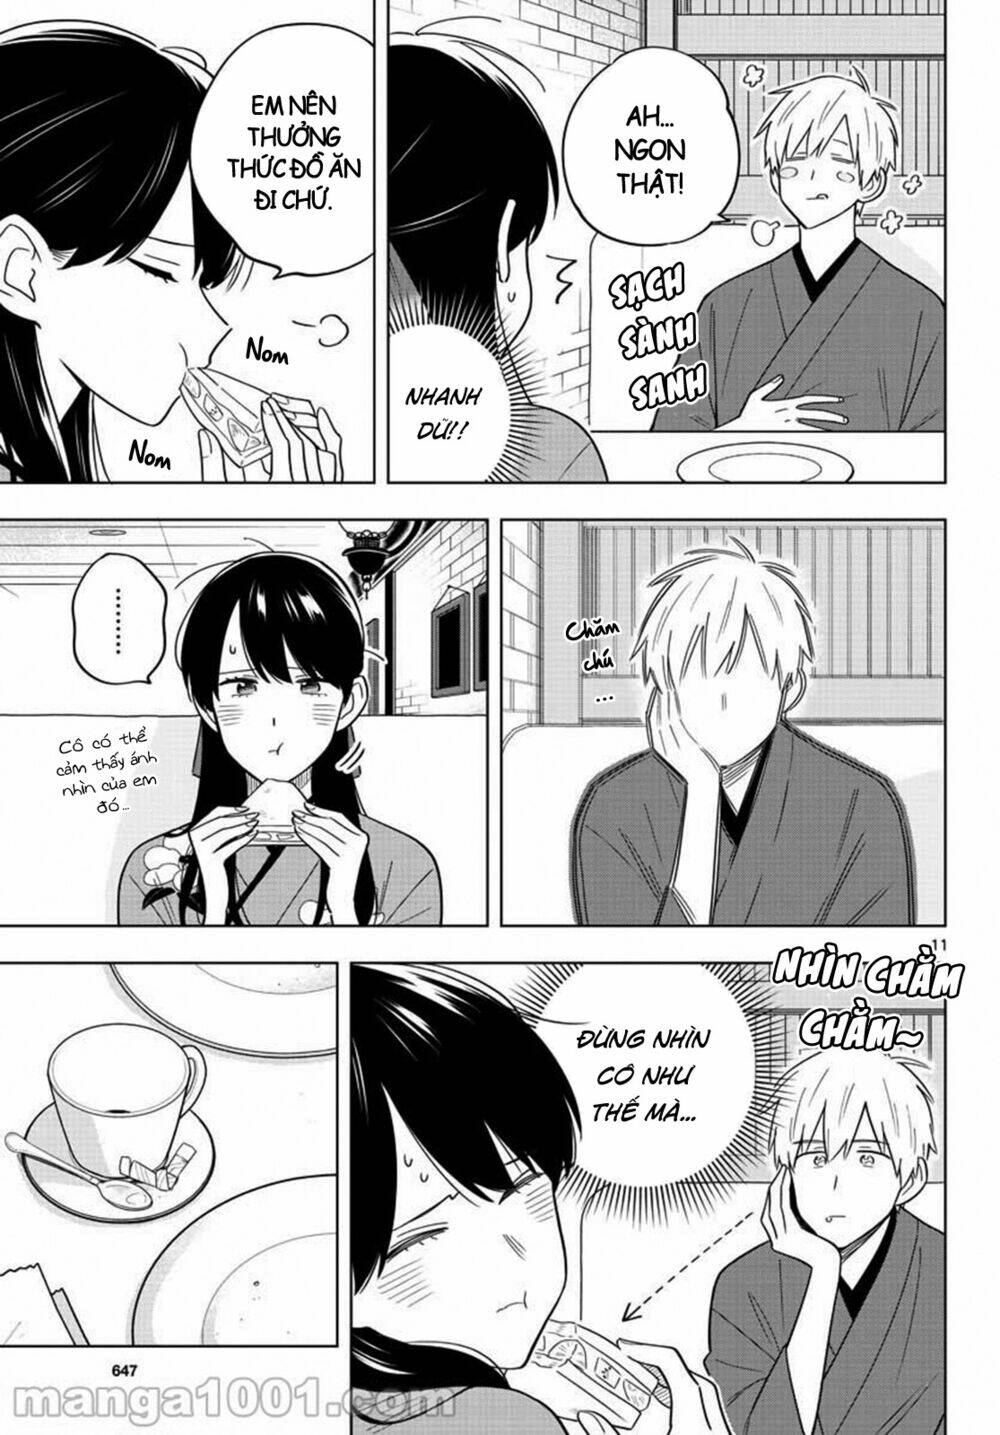 AH...
NGON
THẬT!
SẠCH
SÀNH
SANH
NHANH
DŨ!!
EM NÊN
THƯỞNG
THỨC ĐỒ ĂN
ĐI CHỨ.
Nom
Nom
Chăm
chú
...
.........
Cô có thể
cảm thấy ánh
nhìn của em
đó...
11
NHÌN CHẰM
CHẰM~
ĐỪNG NHÌN
CÔ NHƯ
THẾ MÀ...
647
manga1001.com